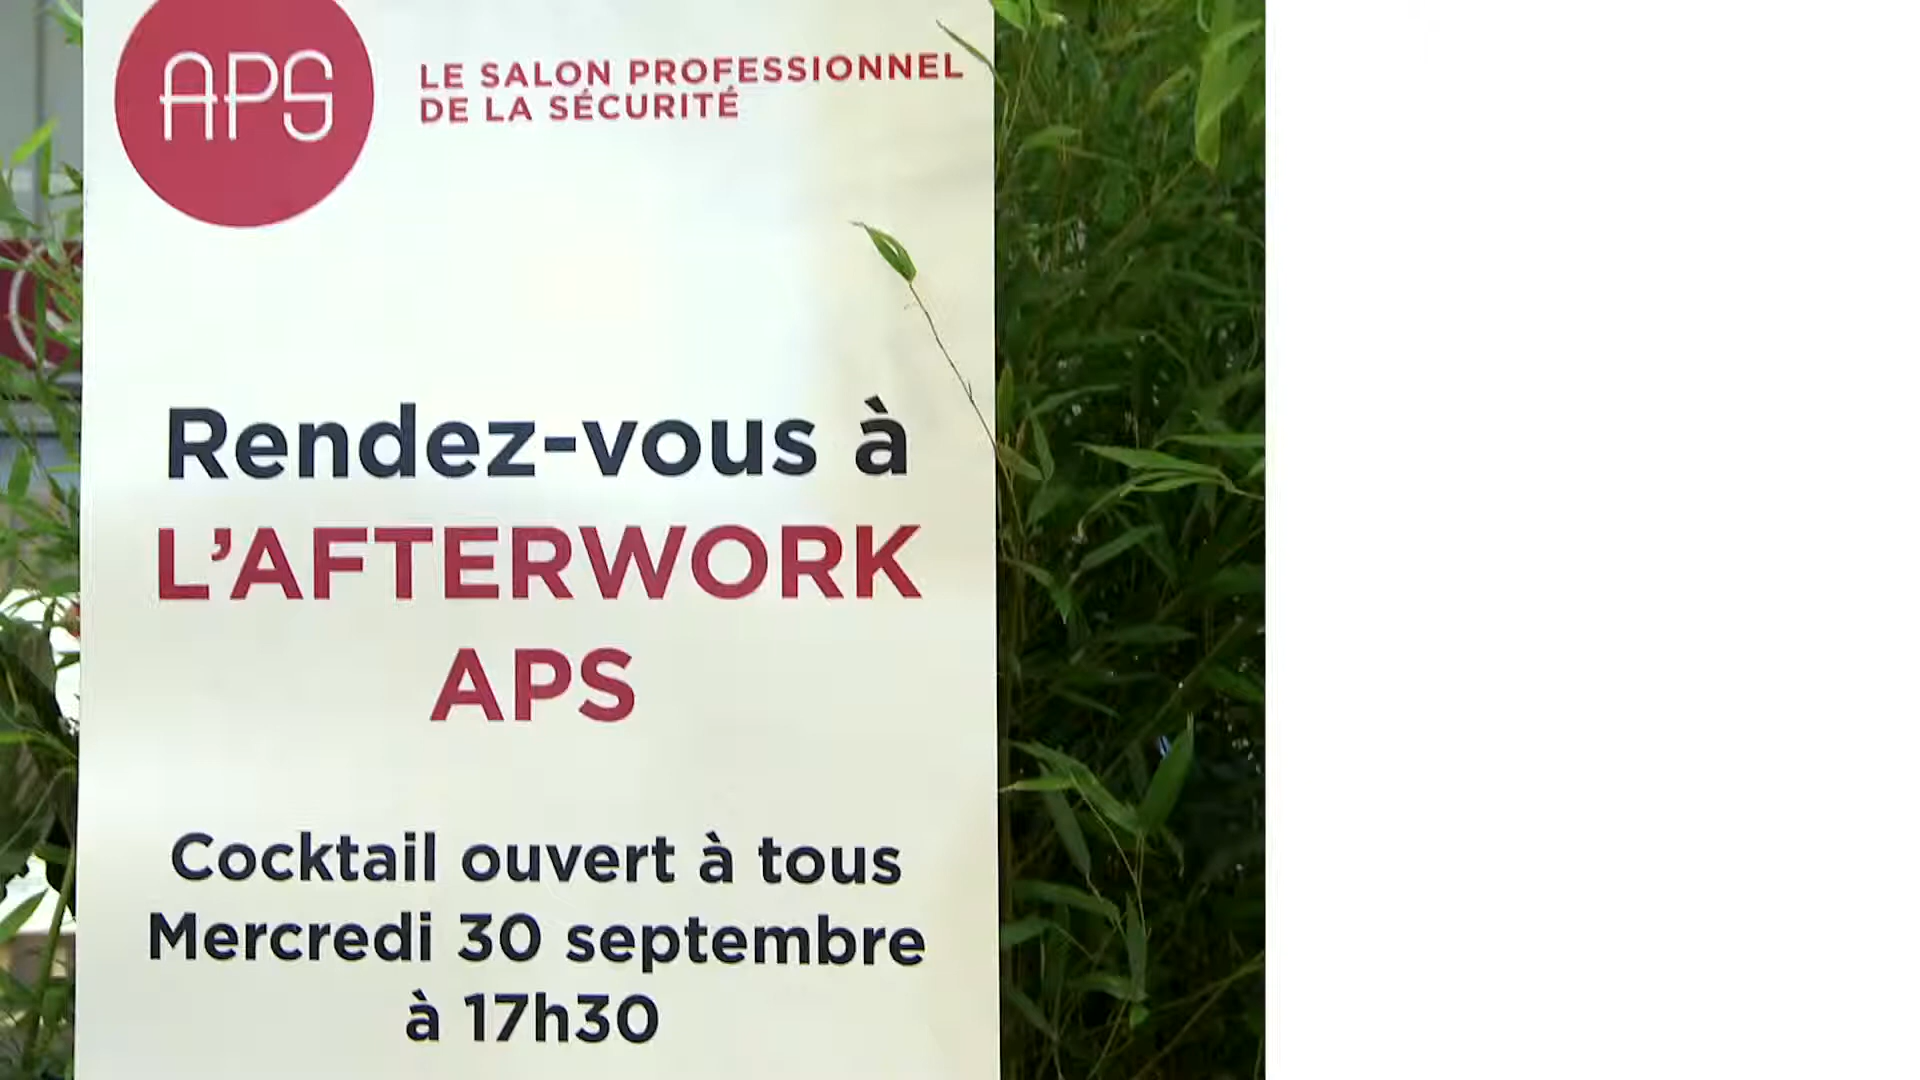 APS
LE SALON PROFESSIONNEL
DE LA SÉCURITÉ
Rendez-vous à
L'AFTERWORK
APS
Cocktail ouvert à tous
Mercredi 30 septembre
à 17h30